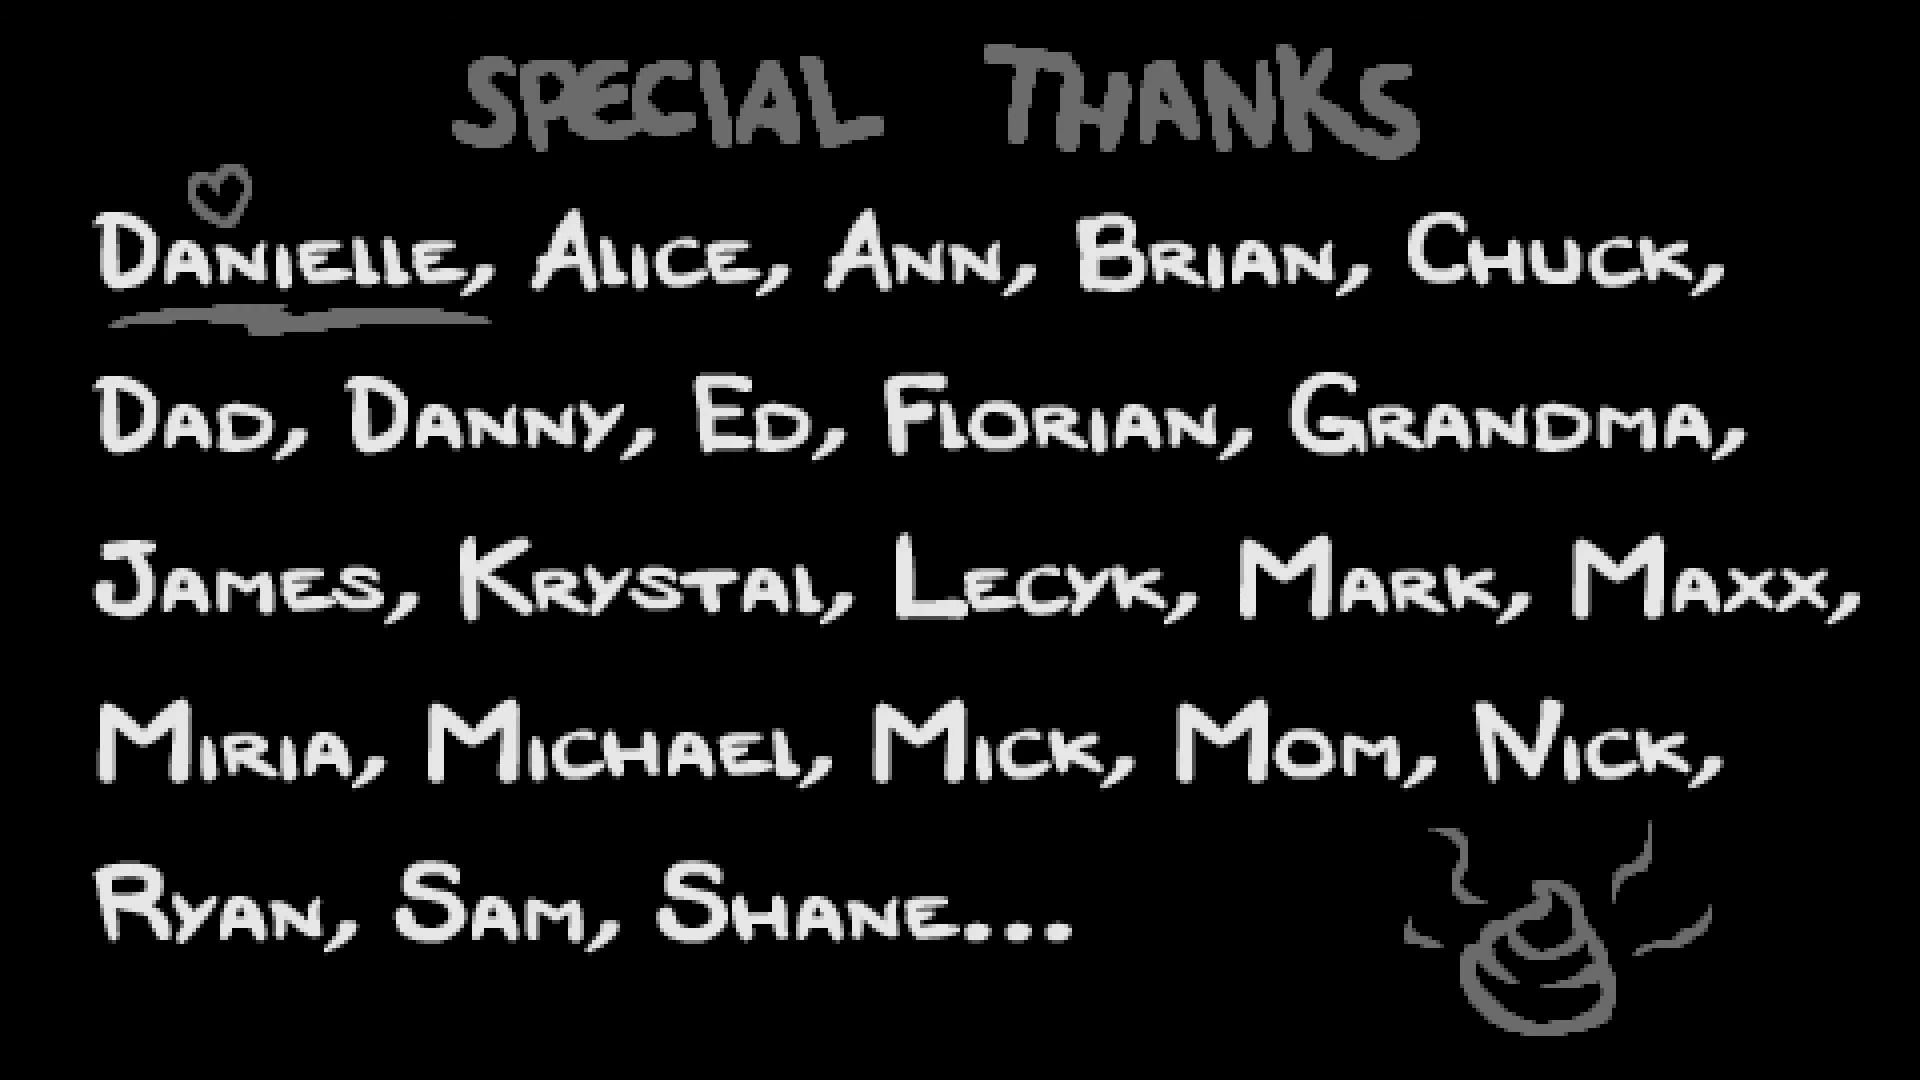 SPECIAL THANKS
DANIELLE, ALICE, ANN, BRIAN, CHUCK,
DAD, DANNY, ED, FLORIAN, GRANDMA,
JAMES, KRYSTAL, LECYK, MARK, MAXX,
MIRIA, MICHAEL, MICK, MOM, NICK,
RYAN, SAM, SHANE...